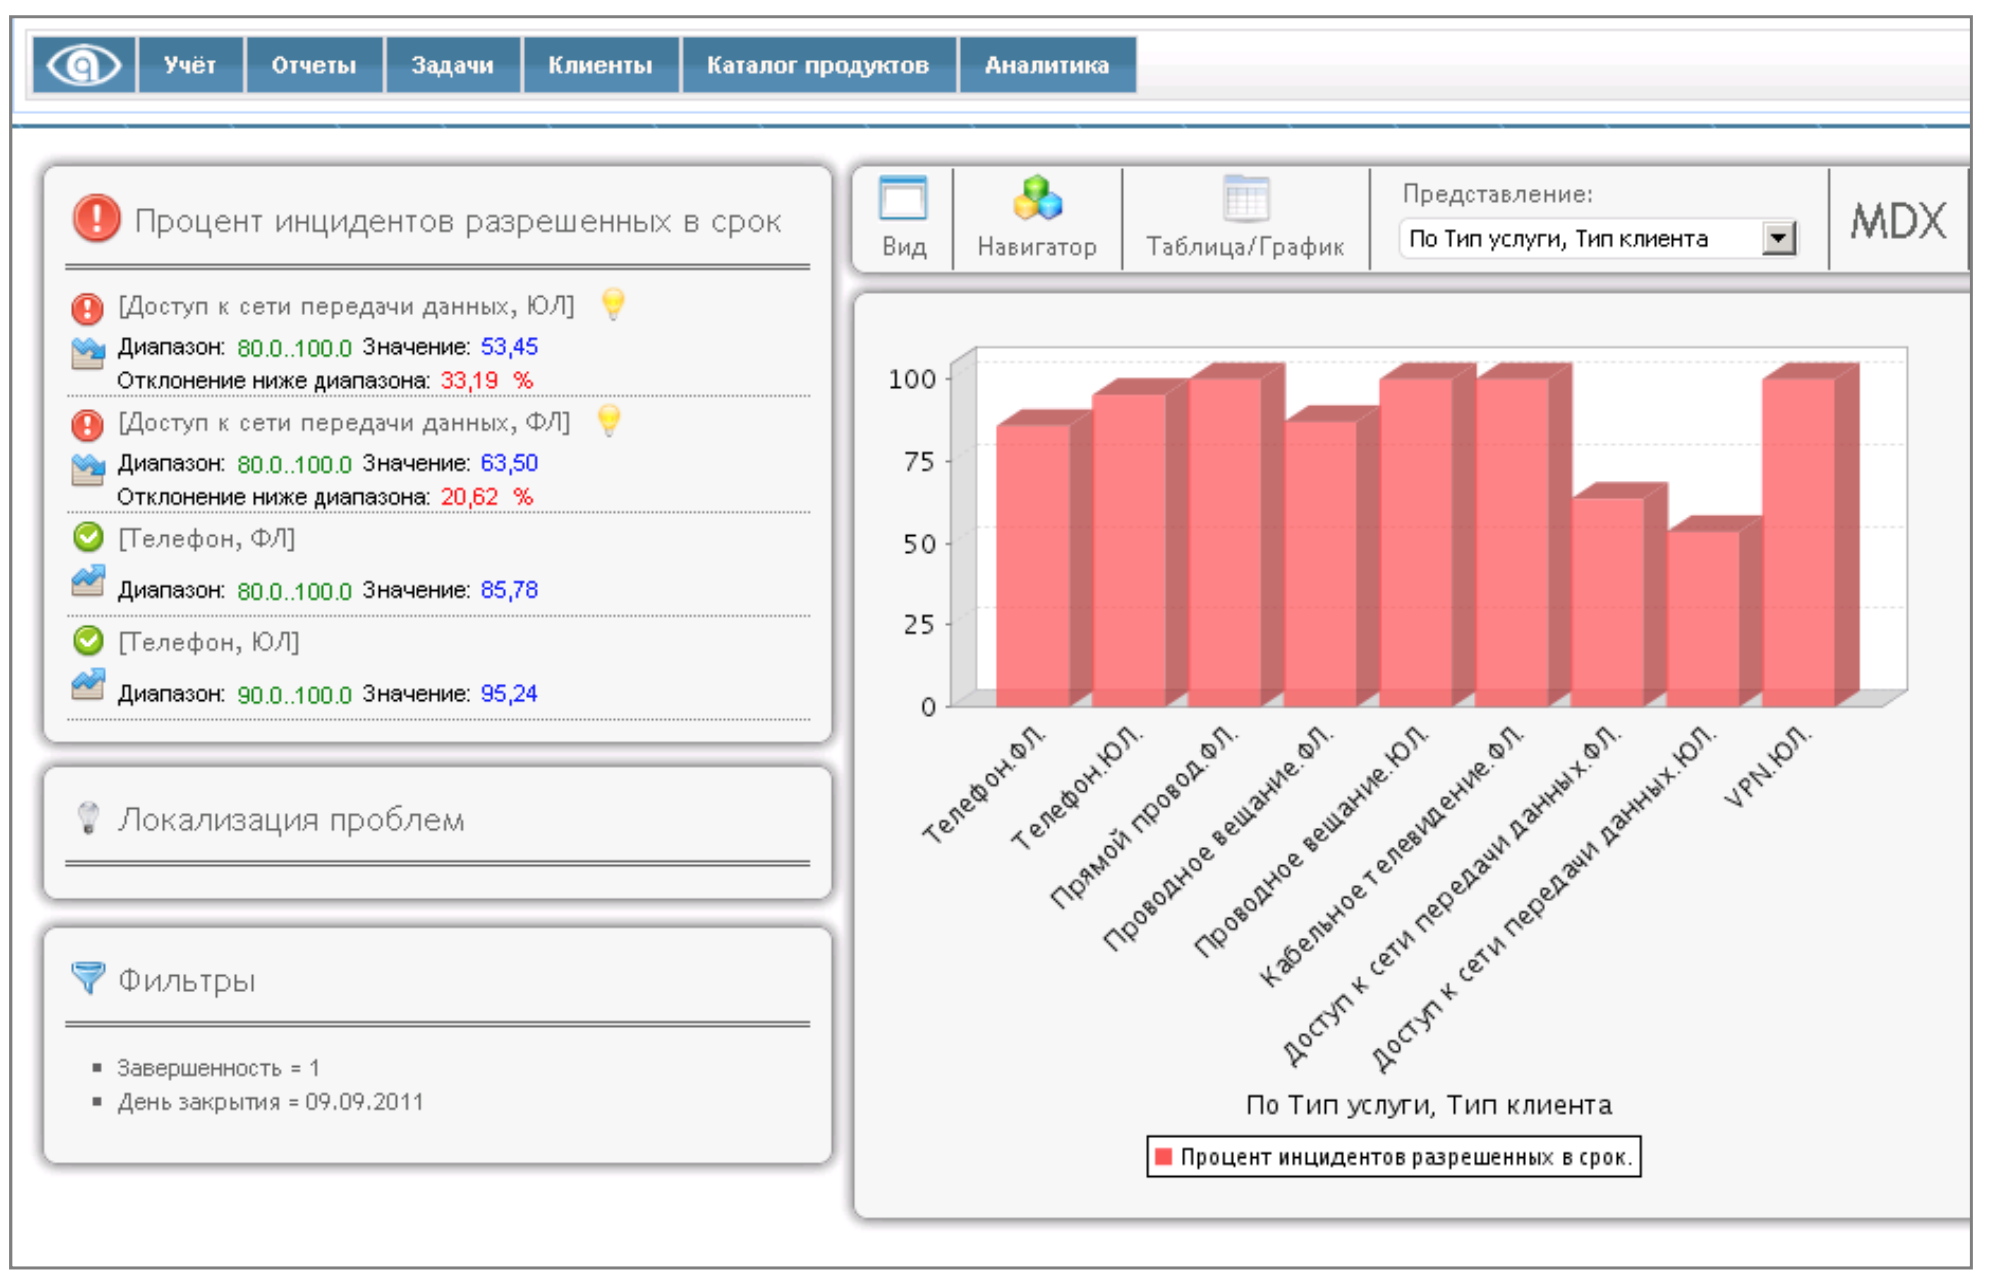 Учёт
Отчеты
Задачи
Клиенты
Каталог продуктов
Аналитика
Процент инцидентов разрешенных в срок
[Доступ к сети передачи данных, ЮЛ]
Диапазон: 80.0..100.0 Значение: 53,45
Отклонение ниже диапазона: 33,19 %
[Доступ к сети передачи данных, ФЛ]
Диапазон: 80.0..100.0 Значение: 63,50
Отклонение ниже диапазона: 20,62 %
[Телефон, ФЛ]
Диапазон: 80.0..100.0 Значение: 85,78
[Телефон, ЮЛ]
Диапазон: 90.0..100.0 Значение: 95,24
Локализация проблем
Фильтры
Завершенность = 1
День закрытия = 09.09.2011
Вид
Навигатор
Таблица/График
Представление:
По Тип услуги, Тип клиента
MDX
100
75
50
25
0
Телефон.ФЛ.
Телефон.ЮЛ.
Прямой провод.ФЛ.
Проводное вещание.ФЛ.
Проводное вещание.ЮЛ.
Кабельное телевидение.ФЛ.
Доступ к сети передачи данных.ФЛ.
Доступ к сети передачи данных.ЮЛ.
VPN.ЮЛ.
По Тип услуги, Тип клиента
Процент инцидентов разрешенных в срок.